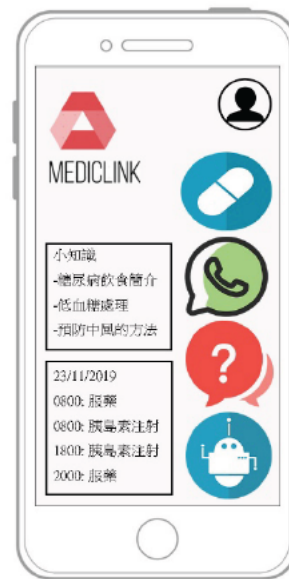 MEDICLINK
小知識
-糖尿病飲食簡介
-低血糖處理
-預防中風的方法
23/11/2019
0800: 服藥
0800: 胰島素注射
1800: 胰島素注射
2000: 服藥
?